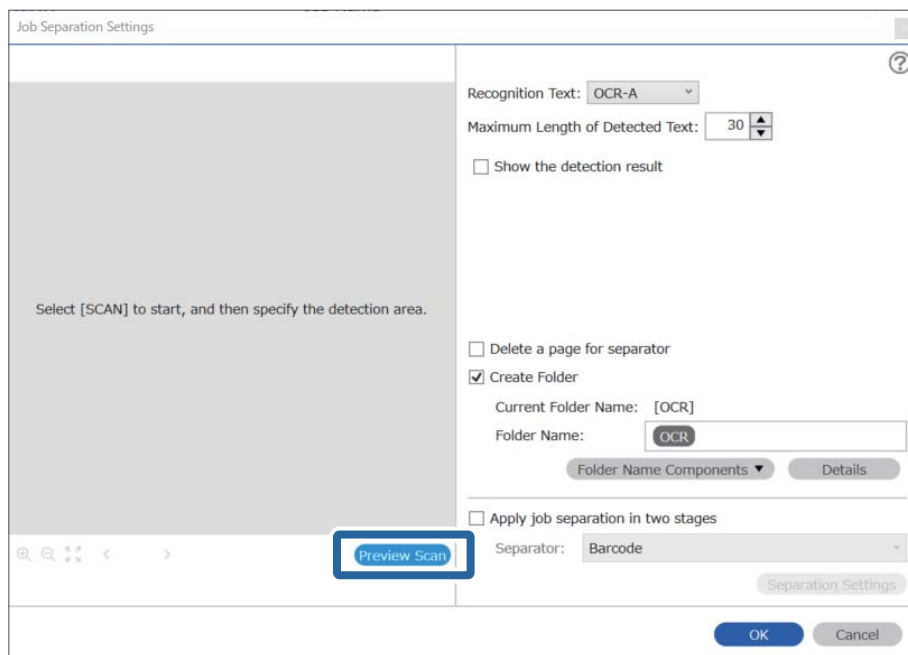 Job Separation Settings
Recognition Text: OCR-A
Maximum Length of Detected Text: 30
Show the detection result
Select [SCAN] to start, and then specify the detection area.
Delete a page for separator
Create Folder
Current Folder Name: [OCR]
Folder Name: OCR
Folder Name Components ▼ Details
Apply job separation in two stages
Preview Scan
Separator: Barcode
Separation Settings
OK Cancel